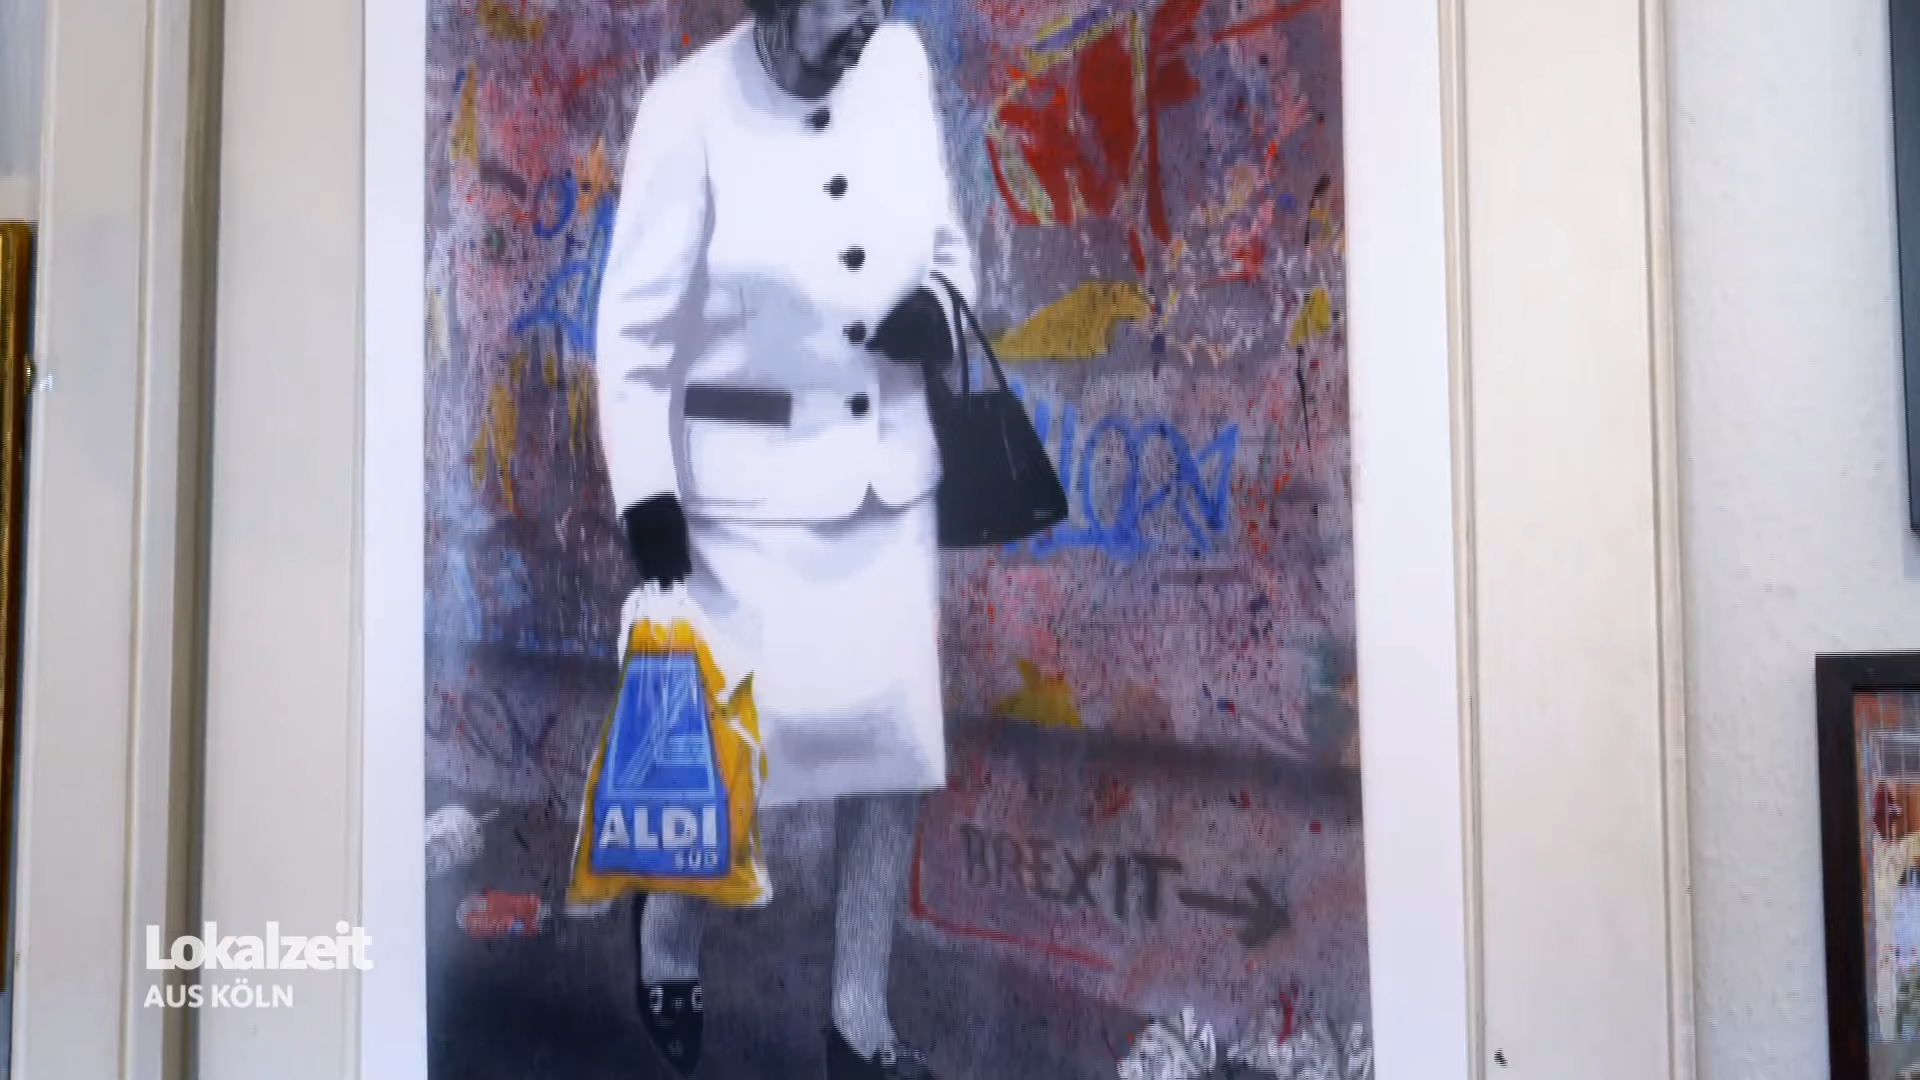 ALDI
SÜD
BREXIT →
Lokalzeit
AUS KÖLN